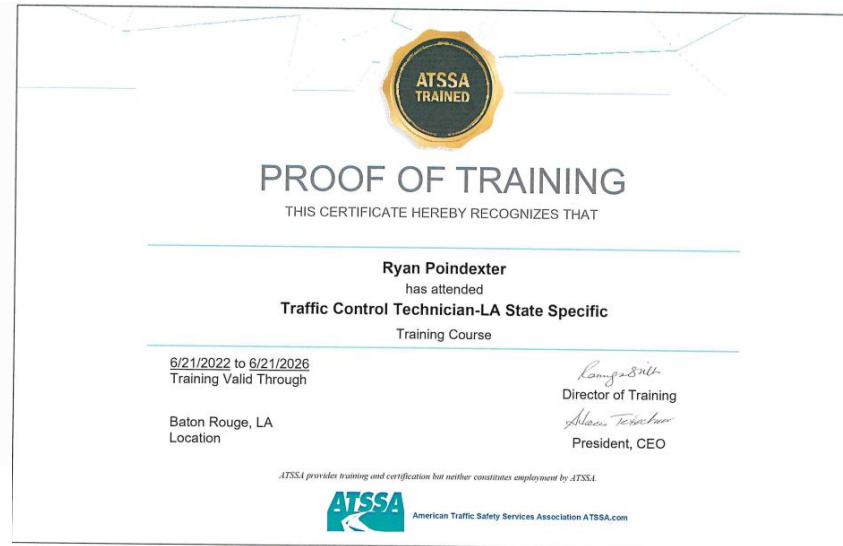 ATSSA
TRAINED
PROOF OF TRAINING
THIS CERTIFICATE HEREBY RECOGNIZES THAT
Ryan Poindexter
has attended
Traffic Control Technician-LA State Specific
Training Course
6/21/2022 to 6/21/2026
Training Valid Through
Director of Training
Baton Rouge, LA
Location
President, CEO
ATSSA provides training and certification but neither constitutes employment by ATSSA.
ATSSA
American Traffic Safety Services Association ATSSA.com